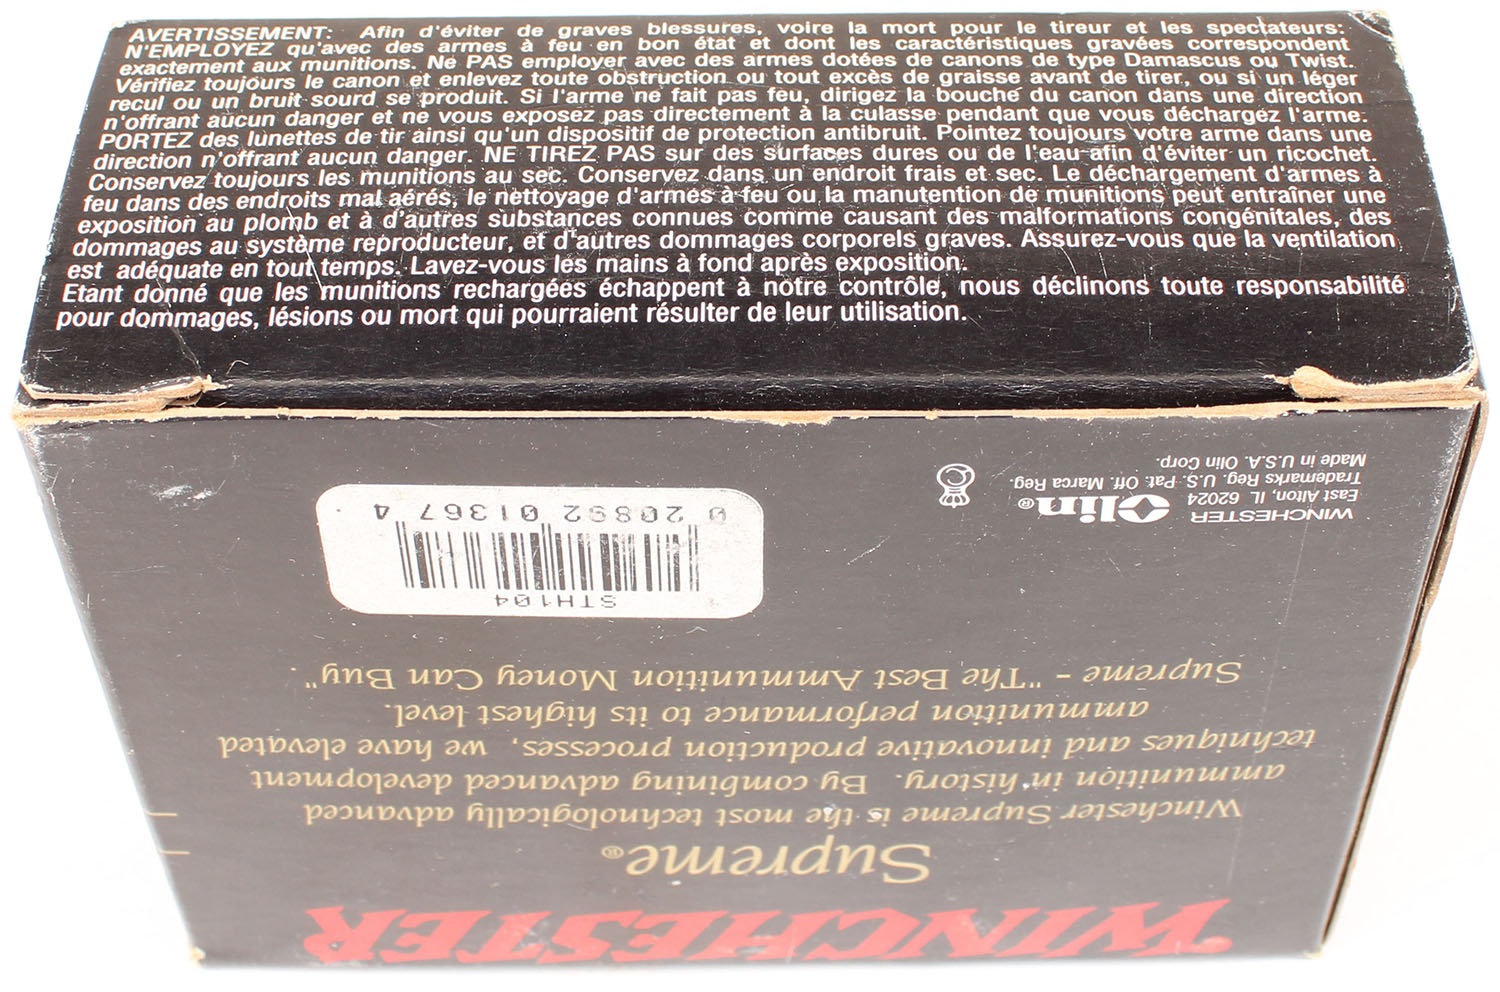 AVERTISSEMENT: Afin d'éviter de graves blessures, voire la mort pour le tireur et les spectateurs:
N'EMPLOYEZ qu'avec des armes à feu en bon état et dont les caractéristiques gravées correspondent
exactement aux munitions. Ne PAS employer avec des armes dotées de canons de type Damascus ou Twist.
Vérifiez toujours le canon et enlevez toute obstruction ou tout excès de graisse avant de tirer, ou si un léger
recul ou un bruit sourd se produit. Si l'arme ne fait pas feu, dirigez la bouche du canon dans une direction
n'offrant aucun danger et ne vous exposez pas directement à la culasse pendant que vous déchargez l'arme.
PORTEZ des lunettes de tir ainsi qu'un dispositif de protection antibruit. Pointez toujours votre arme dans une
direction n'offrant aucun danger. NE TIREZ PAS sur des surfaces dures ou de l'eau afin d'éviter un ricochet.
Conservez toujours les munitions au sec. Conservez dans un endroit frais et sec. Le déchargement d'armes à
feu dans des endroits mal aérés, le nettoyage d'armes à feu ou la manutention de munitions peut entraîner une
exposition au plomb et à d'autres substances connues comme causant des malformations congénitales, des
dommages au système reproducteur, et d'autres dommages corporels graves. Assurez-vous que la ventilation
est adéquate en tout temps. Lavez-vous les mains à fond après exposition.
Etant donné que les munitions rechargées échappent à notre contrôle, nous déclinons toute responsabilité
pour dommages, lésions ou mort qui pourraient résulter de leur utilisation.
WINCHESTER
Supreme®
Winchester Supreme is the most technologically advanced
ammunition in history. By combining advanced development
techniques and innovative production processes, we have elevated
ammunition performance to its highest level.
Supreme - "The Best Ammunition Money Can Buy".
STH104
0 20892 01367 4
WINCHESTER Olin®
East Alton, IL 62024
Trademarks Reg. U.S. Pat. Off. Marca Reg.
Made in U.S.A. Olin Corp.